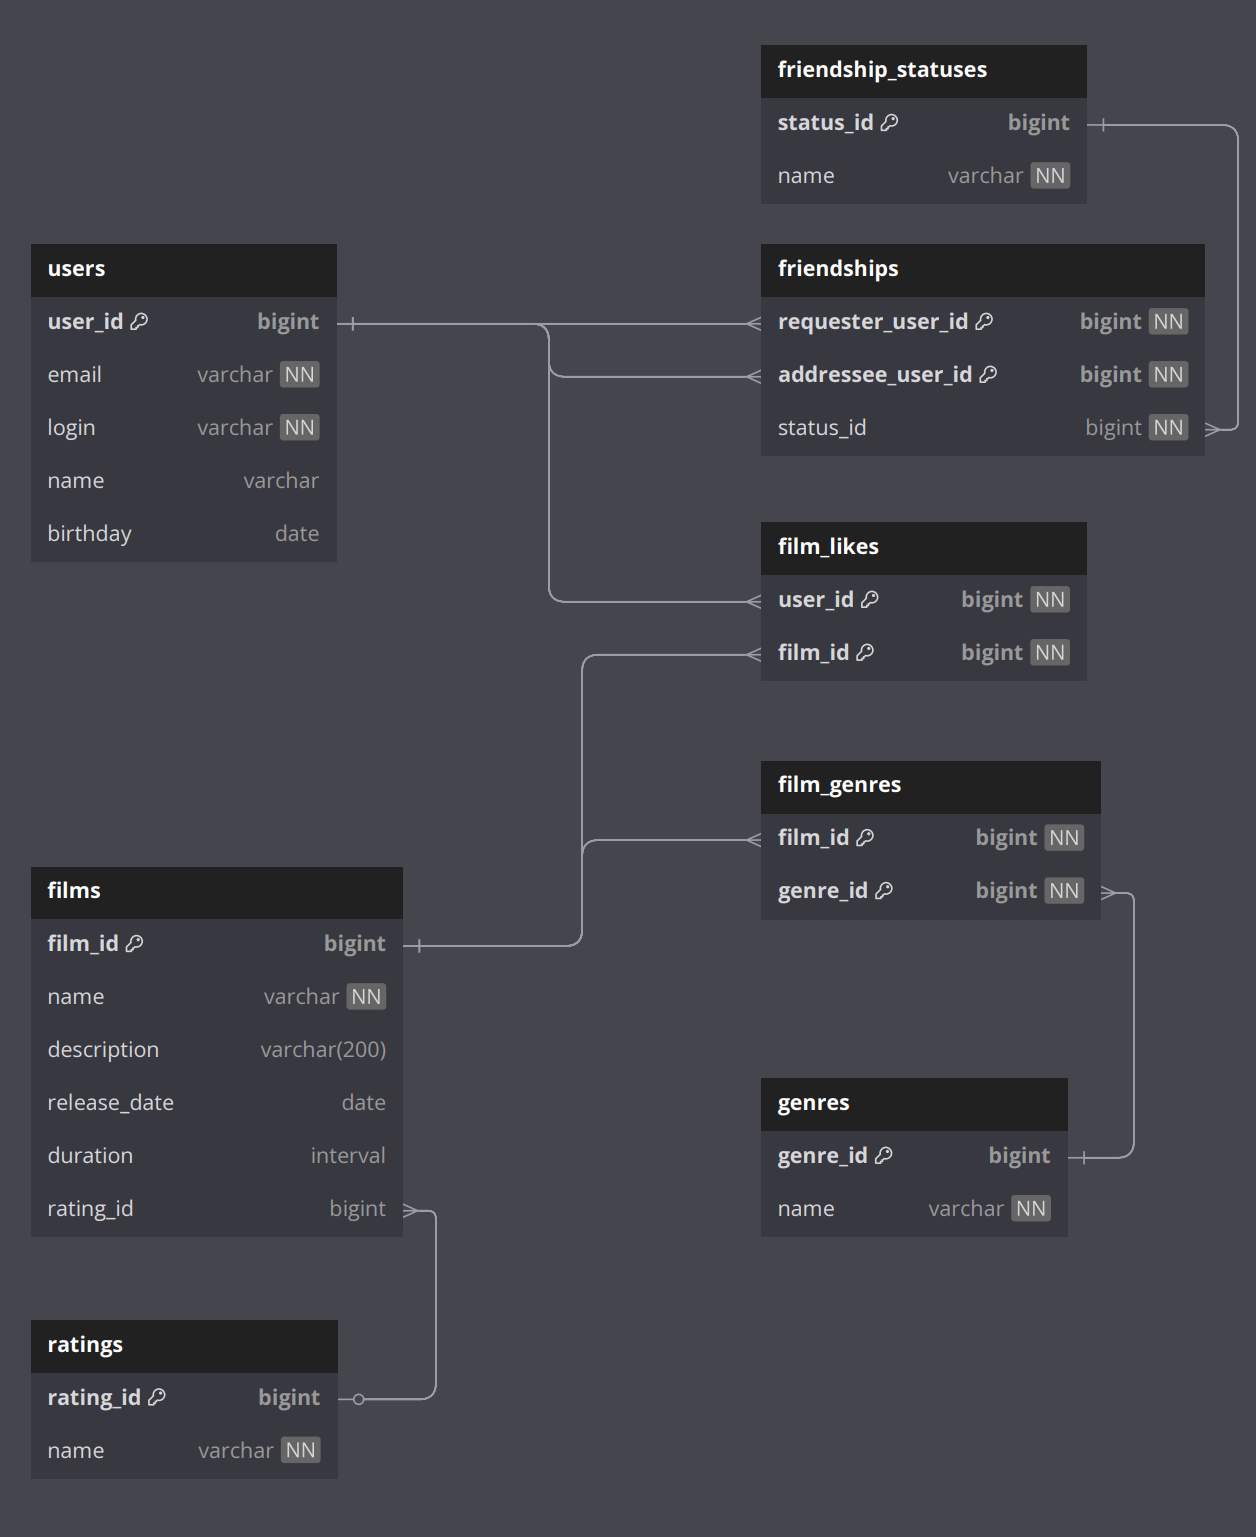 friendship_statuses
status_id bigint
name varchar NN
users
user_id bigint
email varchar NN
login varchar NN
name varchar
birthday date
friendships
requester_user_id bigint NN
addressee_user_id bigint NN
status_id bigint NN
film_likes
user_id bigint NN
film_id bigint NN
film_genres
film_id bigint NN
genre_id bigint NN
films
film_id bigint
name varchar NN
description varchar(200)
release_date date
duration interval
rating_id bigint
genres
genre_id bigint
name varchar NN
ratings
rating_id bigint
name varchar NN